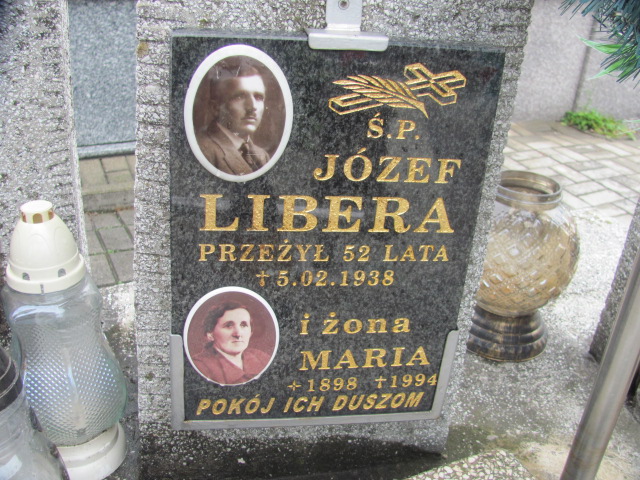 Ś.P.
JÓZEF
LIBERA
PRZEŻYŁ 52 LATA
+5.02.1938
i żona
MARIA
*1898 +1994
POKÓJ ICH DUSZOM